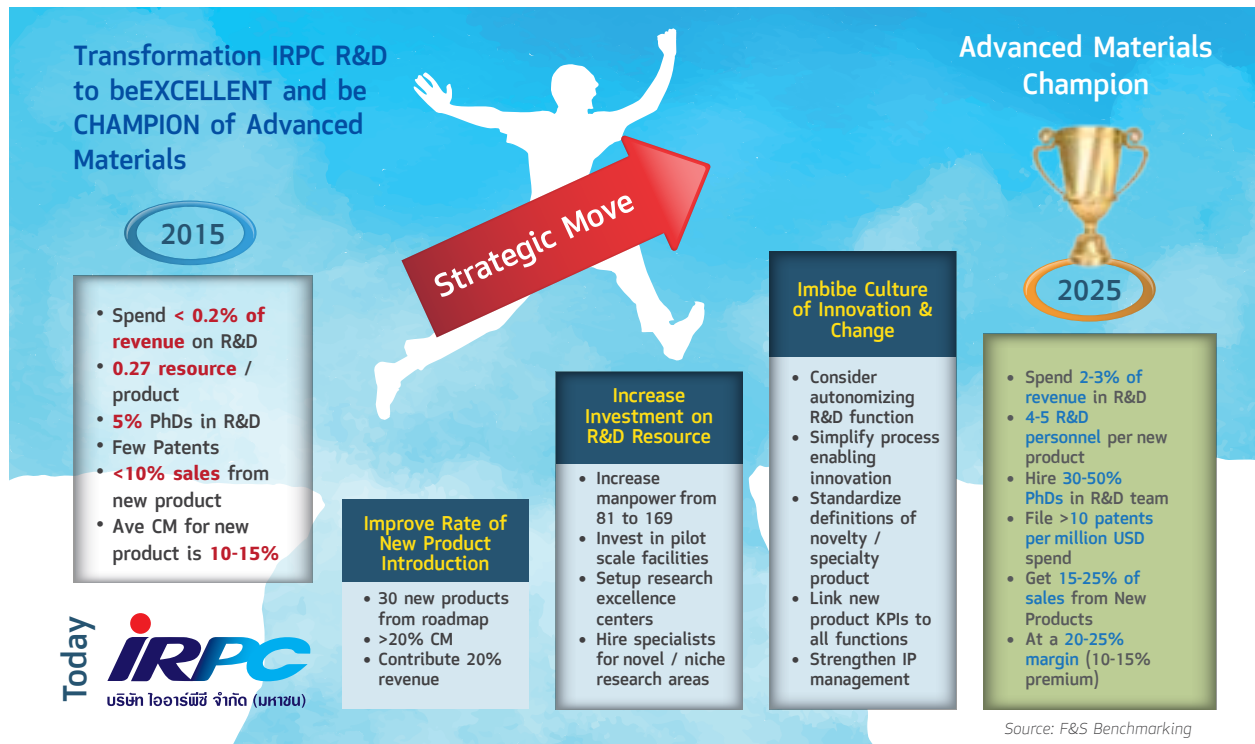 Transformation IRPC R&D
to beEXCELLENT and be
CHAMPION of Advanced
Materials
2015
• Spend < 0.2% of
revenue on R&D
• 0.27 resource /
product
• 5% PhDs in R&D
• Few Patents
• <10% sales from
new product
• Ave CM for new
product is 10-15%
Today
IRPC
บริษัท ไออาร์พีซี จำกัด (มหาชน)
Strategic Move
Improve Rate of
New Product
Introduction
• 30 new products
from roadmap
• >20% CM
• Contribute 20%
revenue
Increase
Investment on
R&D Resource
• Increase
manpower from
81 to 169
• Invest in pilot
scale facilities
• Setup research
excellence
centers
• Hire specialists
for novel / niche
research areas
Imbibe Culture
of Innovation &
Change
• Consider
autonomizing
R&D function
• Simplify process
enabling
innovation
• Standardize
definitions of
novelty /
specialty
product
• Link new
product KPIs to
all functions
• Strengthen IP
management
Advanced Materials
Champion
2025
• Spend 2-3% of
revenue in R&D
• 4-5 R&D
personnel per new
product
• Hire 30-50%
PhDs in R&D team
• File >10 patents
per million USD
spend
• Get 15-25% of
sales from New
Products
• At a 20-25%
margin (10-15%
premium)
Source: F&S Benchmarking